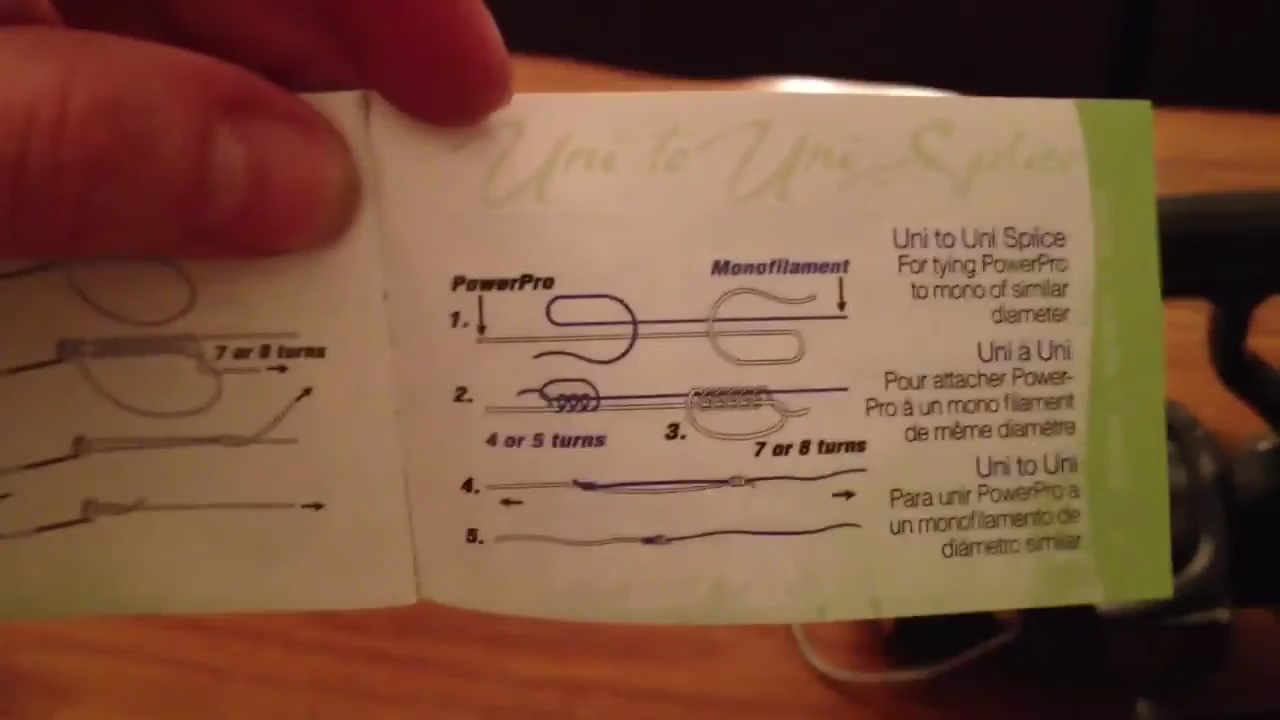 Uni to Uni Splice
7 or 8 turns
PowerPro
Monofilament
1.
2.
4 or 5 turns
3.
7 or 8 turns
4.
5.
Uni to Uni Splice
For tying PowerPro
to mono of similar
diameter
Uni à Uni
Pour attacher Power-
Pro à un mono filament
de même diamètre
Uni to Uni
Para unir PowerPro a
un monofilamento de
diámetro similar